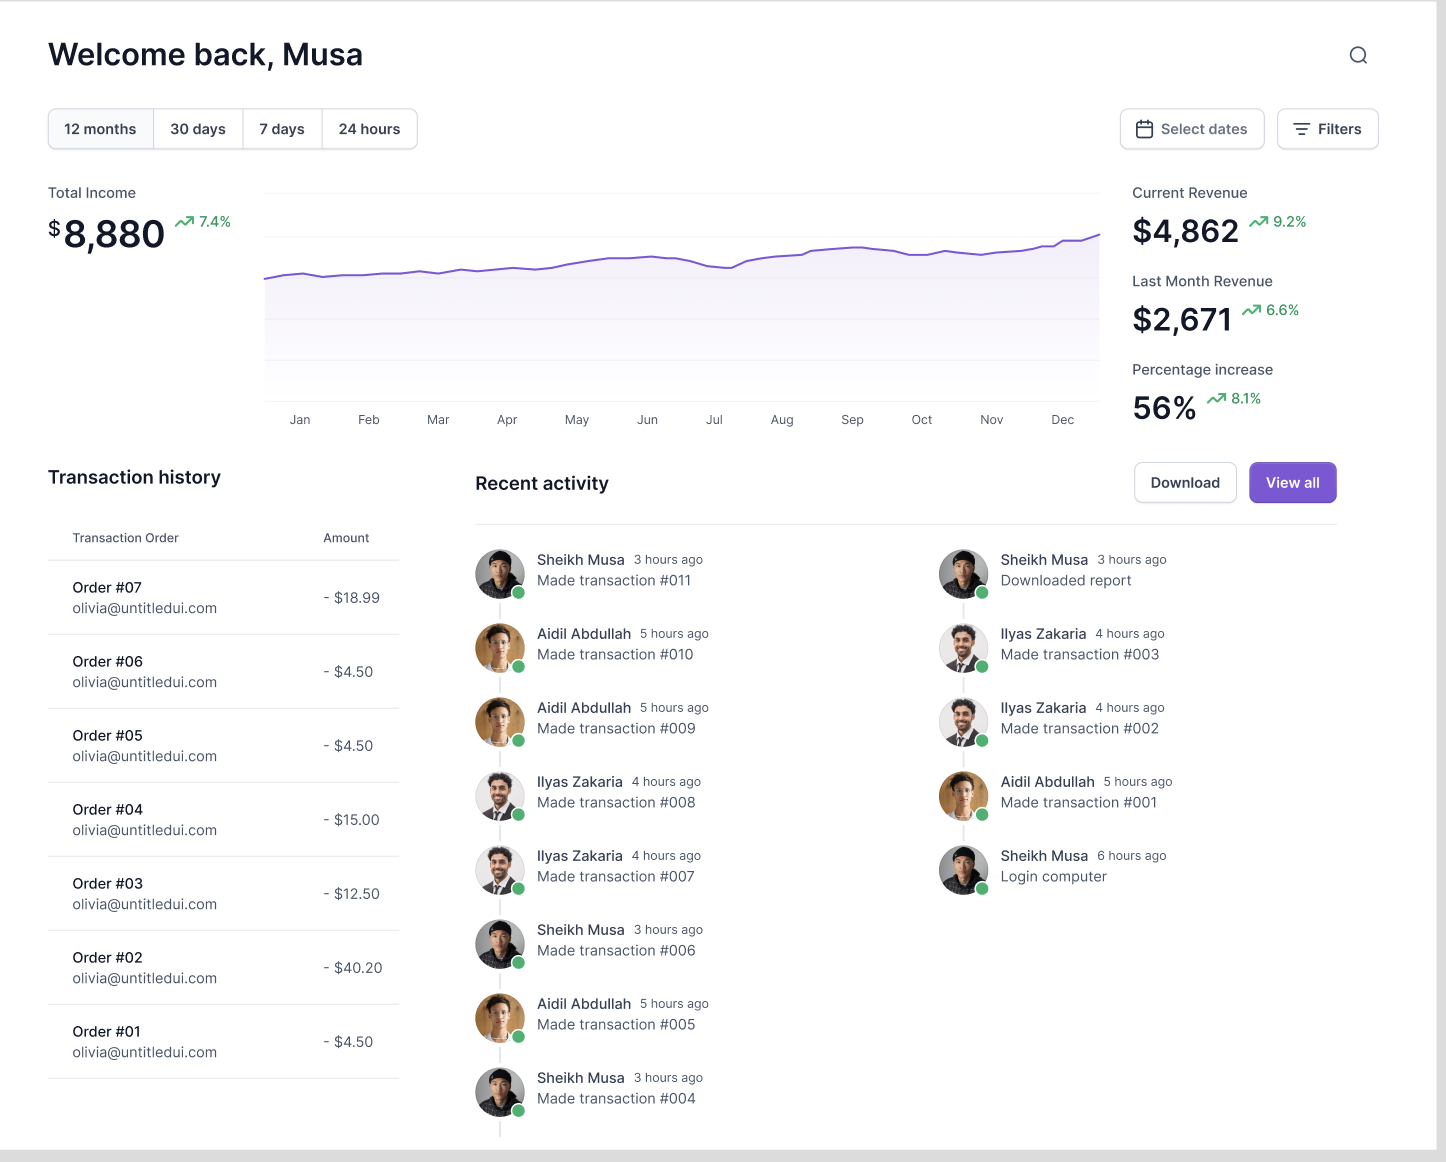 Welcome back, Musa
12 months 30 days 7 days 24 hours
Select dates Filters
Total Income
$8,880 7.4%
Jan Feb Mar Apr May Jun Jul Aug Sep Oct Nov Dec
Current Revenue
$4,862 9.2%
Last Month Revenue
$2,671 6.6%
Percentage increase
56% 8.1%
Transaction history
Transaction Order Amount
Order #07
olivia@untitledui.com
- $18.99
Order #06
olivia@untitledui.com
- $4.50
Order #05
olivia@untitledui.com
- $4.50
Order #04
olivia@untitledui.com
- $15.00
Order #03
olivia@untitledui.com
- $12.50
Order #02
olivia@untitledui.com
- $40.20
Order #01
olivia@untitledui.com
- $4.50
Recent activity
Download View all
Sheikh Musa 3 hours ago
Made transaction #011
Aidil Abdullah 5 hours ago
Made transaction #010
Aidil Abdullah 5 hours ago
Made transaction #009
Ilyas Zakaria 4 hours ago
Made transaction #008
Ilyas Zakaria 4 hours ago
Made transaction #007
Sheikh Musa 3 hours ago
Made transaction #006
Aidil Abdullah 5 hours ago
Made transaction #005
Sheikh Musa 3 hours ago
Made transaction #004
Sheikh Musa 3 hours ago
Downloaded report
Ilyas Zakaria 4 hours ago
Made transaction #003
Ilyas Zakaria 4 hours ago
Made transaction #002
Aidil Abdullah 5 hours ago
Made transaction #001
Sheikh Musa 6 hours ago
Login computer